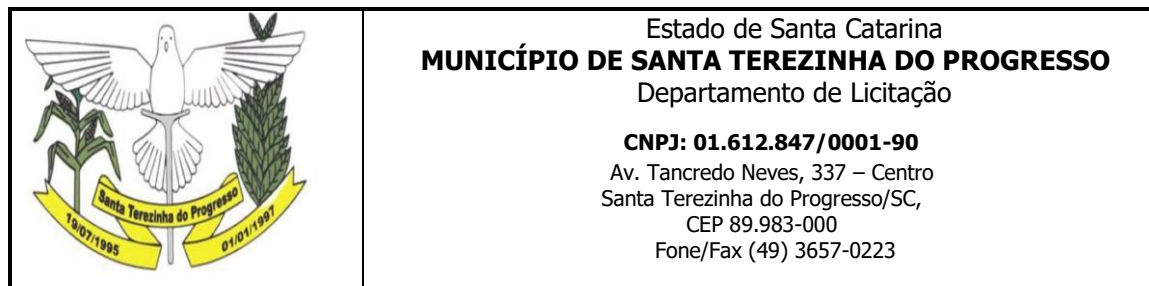 Estado de Santa Catarina
MUNICÍPIO DE SANTA TEREZINHA DO PROGRESSO
Departamento de Licitação
CNPJ: 01.612.847/0001-90
Av. Tancredo Neves, 337 – Centro
Santa Terezinha do Progresso/SC,
CEP 89.983-000
Fone/Fax (49) 3657-0223
Santa Terezinha do Progresso
19/07/1995
01/01/1997